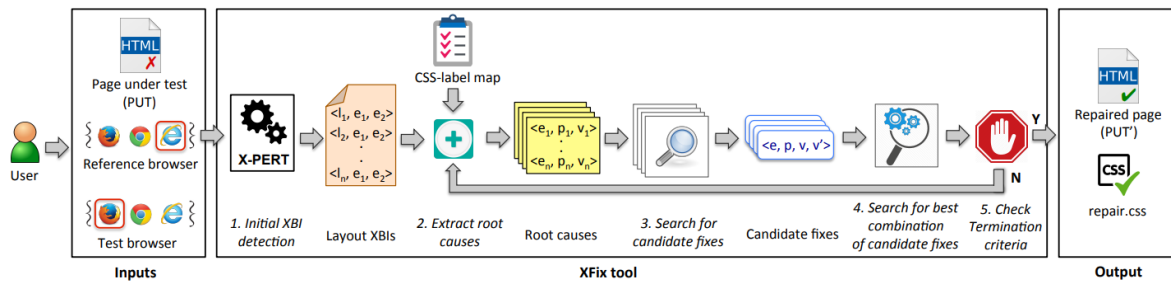 User
HTML
Page under test
(PUT)
Reference browser
Test browser
Inputs
X-PERT
1. Initial XBI
detection
<l1, e1, e2>
<l2, e1, e2>
.
.
<ln, e1, e2>
Layout XBIs
CSS-label map
2. Extract root
causes
<e1, p1, v1>
.
.
<en, pn, vn>
Root causes
3. Search for
candidate fixes
<e, p, v, v’>
Candidate fixes
4. Search for best
combination
of candidate fixes
Y
N
5. Check
Termination
criteria
XFix tool
HTML
Repaired page
(PUT’)
CSS
repair.css
Output